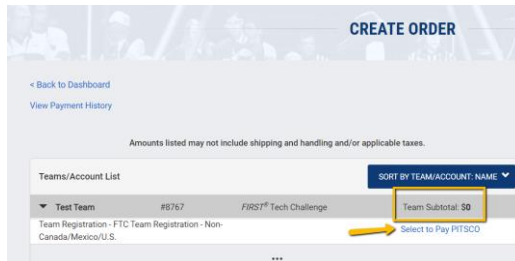 CREATE ORDER
< Back to Dashboard
View Payment History
Amounts listed may not include shipping and handling and/or applicable taxes.
Teams/Account List
SORT BY TEAM/ACCOUNT: NAME
Test Team #8767 FIRST® Tech Challenge Team Subtotal: $0
Team Registration - FTC Team Registration - Non-
Canada/Mexico/U.S.
Select to Pay PITSCO
...